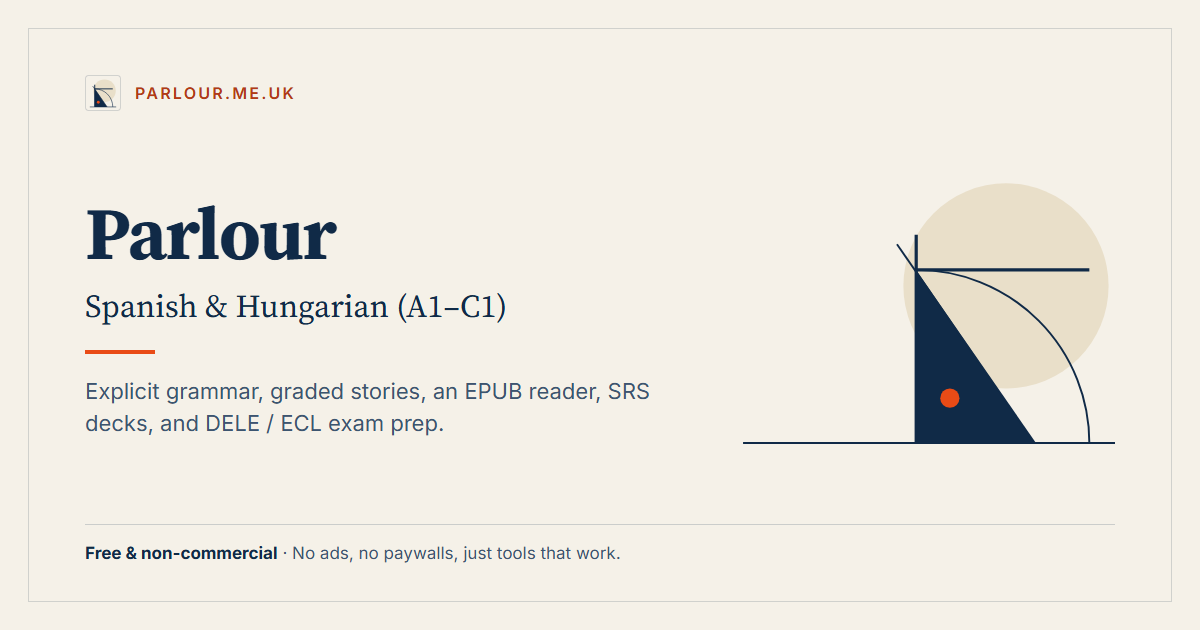 PARLOUR.ME.UK
Parlour
Spanish & Hungarian (A1–C1)
Explicit grammar, graded stories, an EPUB reader, SRS
decks, and DELE / ECL exam prep.
Free & non-commercial · No ads, no paywalls, just tools that work.